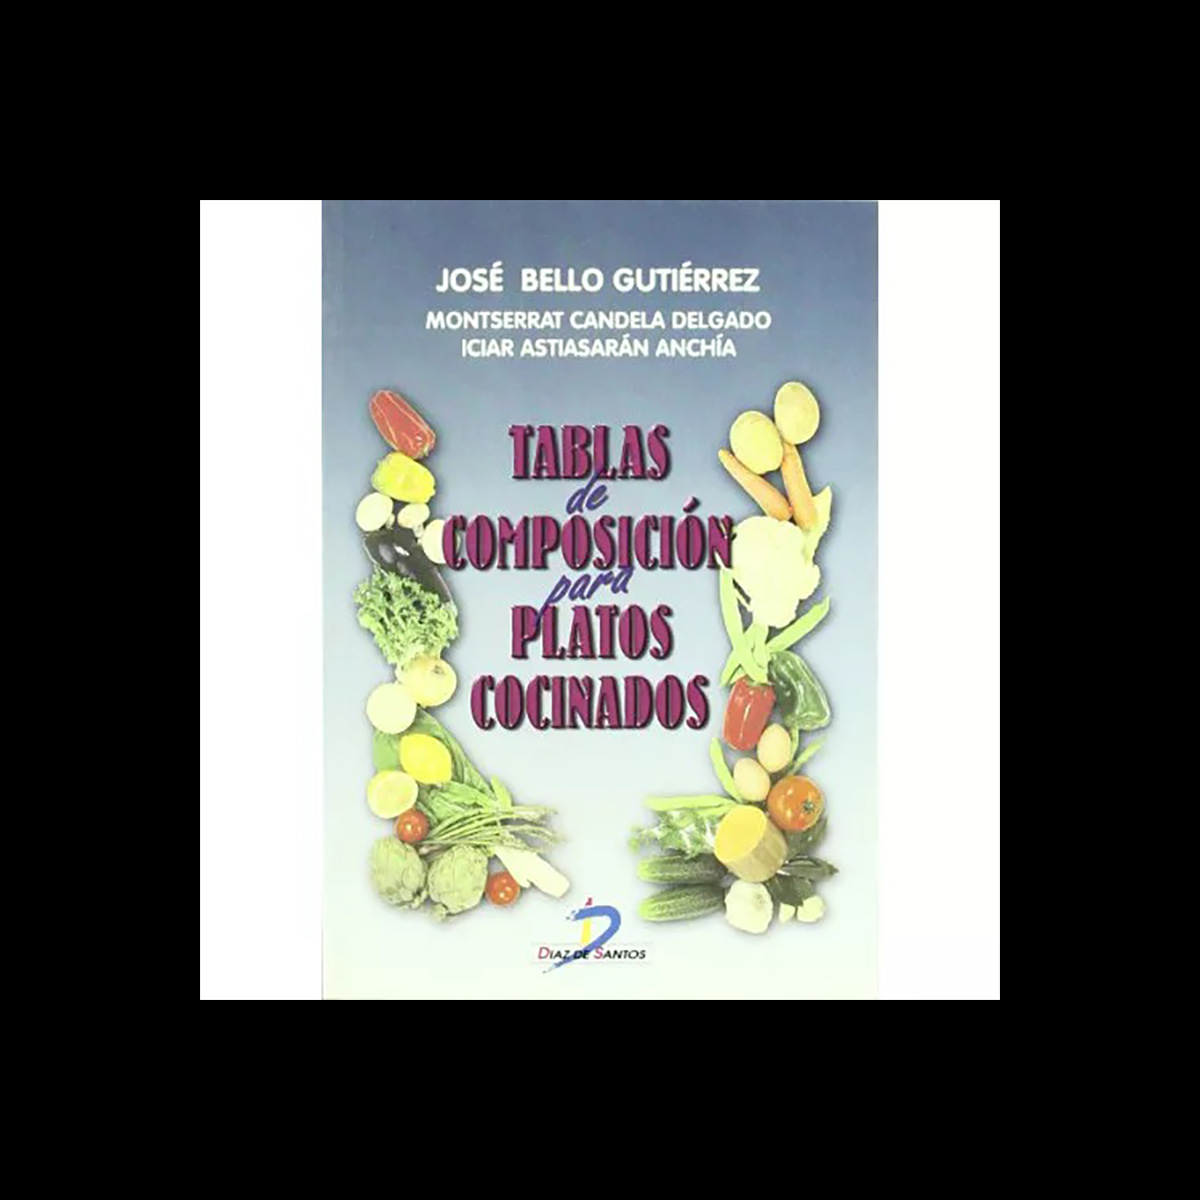 JOSÉ BELLO GUTIÉRREZ
MONTSERRAT CANDELA DELGADO
ICIAR ASTIASARÁN ANCHÍA
TABLAS
de
COMPOSICIÓN
para
PLATOS
COCINADOS
DIAZ DE SANTOS